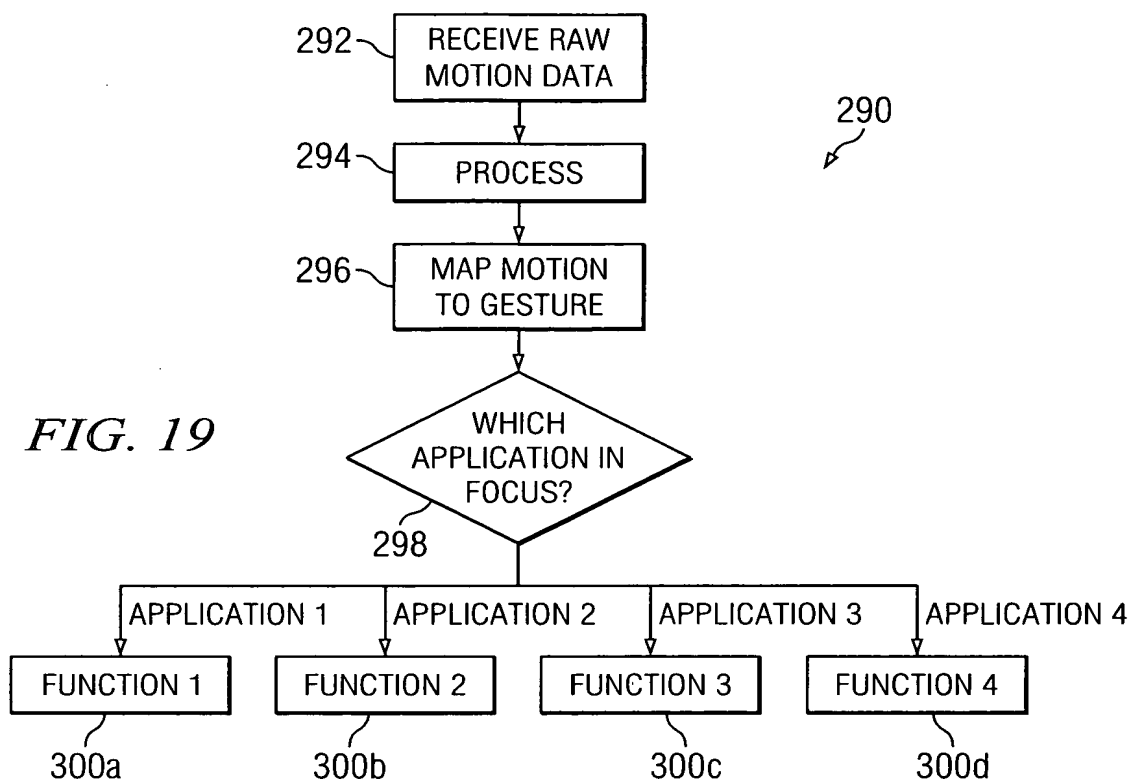 292
RECEIVE RAW
MOTION DATA
290
294
PROCESS
296
MAP MOTION
TO GESTURE
FIG. 19
WHICH
APPLICATION IN
FOCUS?
298
APPLICATION 1
APPLICATION 2
APPLICATION 3
APPLICATION 4
FUNCTION 1
FUNCTION 2
FUNCTION 3
FUNCTION 4
300a
300b
300c
300d